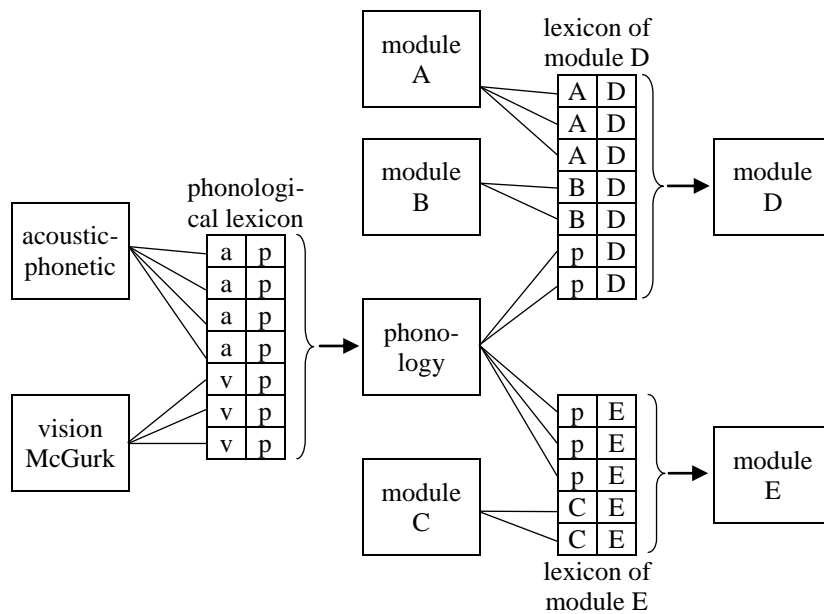 module
A
lexicon of
module D
A D
A D
A D
B D
B D
p D
p D
module
B
module
D
phonologi-
cal lexicon
acoustic-
phonetic
a p
a p
a p
a p
v p
v p
v p
vision
McGurk
phono-
logy
p E
p E
p E
C E
C E
module
C
module
E
lexicon of
module E